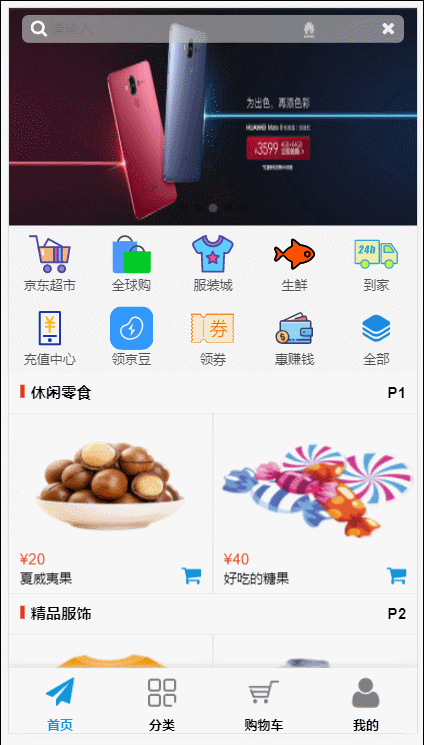 请输入
为出色，再添色彩
HUAWEI Mate 9
¥3599
京东超市
全球购
服装城
生鲜
24h
到家
¥
充值中心
领京豆
券
领券
惠赚钱
全部
休闲零食 P1
¥20
夏威夷果
¥40
好吃的糖果
精品服饰 P2
首页
分类
购物车
我的